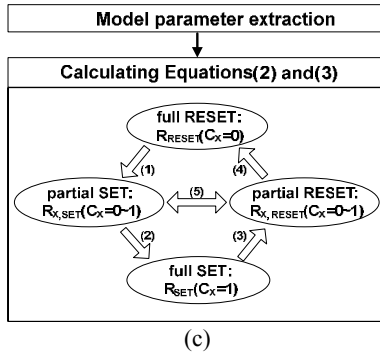 Model parameter extraction
Calculating Equations(2) and(3)
full RESET:
RRESET(Cx=0)
(1)
(4)
partial SET:
RX,SET(Cx=0~1)
(5)
partial RESET:
RX,RESET(Cx=0~1)
(2)
(3)
full SET:
RSET(Cx=1)
(c)